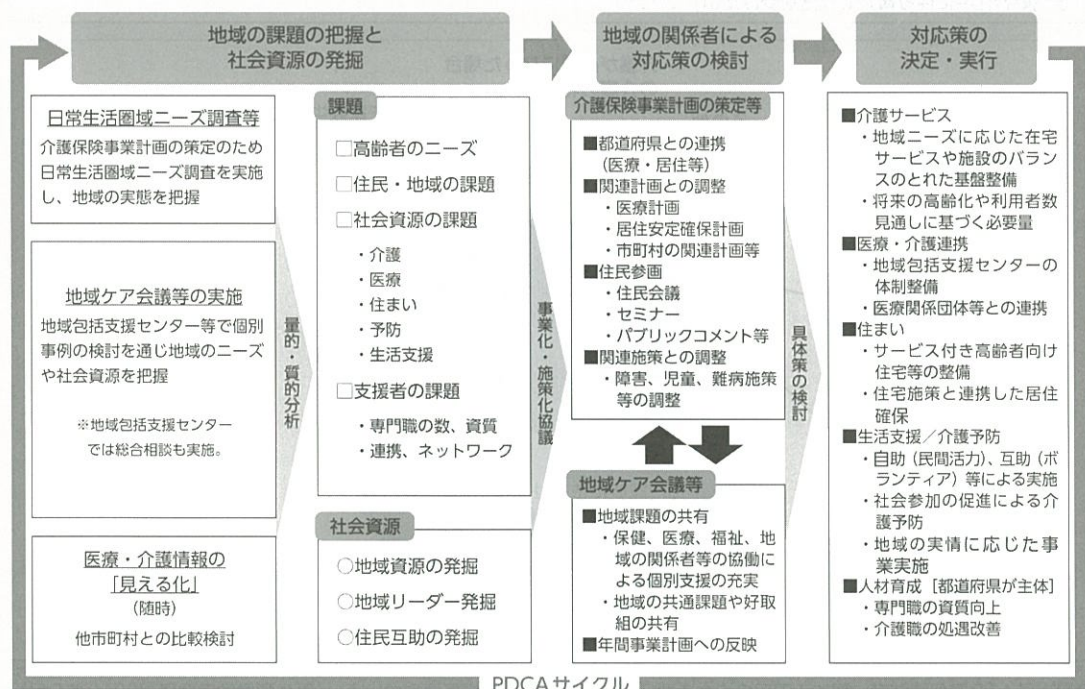 地域の課題の把握と
社会資源の発掘
地域の関係者による
対応策の検討
対応策の
決定・実行
日常生活圏域ニーズ調査等
介護保険事業計画の策定のため
日常生活圏域ニーズ調査を実施
し、地域の実態を把握
地域ケア会議等の実施
地域包括支援センター等で個別
事例の検討を通じ地域のニーズ
や社会資源を把握
※地域包括支援センター
では総合相談も実施。
医療・介護情報の
「見える化」
(随時)
他市町村との比較検討
量的・質的分析
課題
□高齢者のニーズ
□住民・地域の課題
□社会資源の課題
・介護
・医療
・住まい
・予防
・生活支援
□支援者の課題
・専門職の数、資質
・連携、ネットワーク
社会資源
○地域資源の発掘
○地域リーダー発掘
○住民互助の発掘
事業化・施策化協議
介護保険事業計画の策定等
■都道府県との連携
(医療・居住等)
■関連計画との調整
・医療計画
・居住安定確保計画
・市町村の関連計画等
■住民参画
・住民会議
・セミナー
・パブリックコメント等
■関連施策との調整
・障害、児童、難病施策
等の調整
地域ケア会議等
■地域課題の共有
・保健、医療、福祉、地
域の関係者等の協働に
よる個別支援の充実
・地域の共通課題や好取
組の共有
■年間事業計画への反映
具体策の検討
■介護サービス
・地域ニーズに応じた在宅
サービスや施設のバラン
スのとれた基盤整備
・将来の高齢化や利用者数
見通しに基づく必要量
■医療・介護連携
・地域包括支援センターの
体制整備
・医療関係団体等との連携
■住まい
・サービス付き高齢者向け
住宅等の整備
・住宅施策と連携した居住
確保
■生活支援／介護予防
・自助（民間活力）、互助（ボ
ランティア）等による実施
・社会参加の促進による介
護予防
・地域の実情に応じた事
業実施
■人材育成［都道府県が主体］
・専門職の資質向上
・介護職の処遇改善
PDCAサイクル